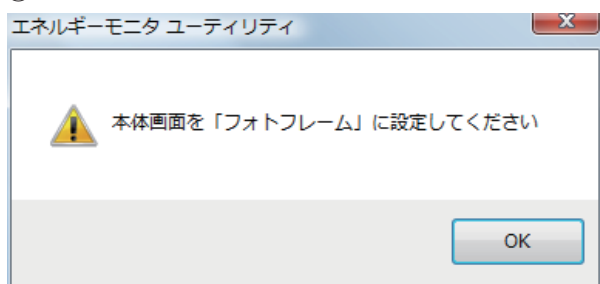 エネルギーモニタ ユーティリティ
本体画面を「フォトフレーム」に設定してください
OK